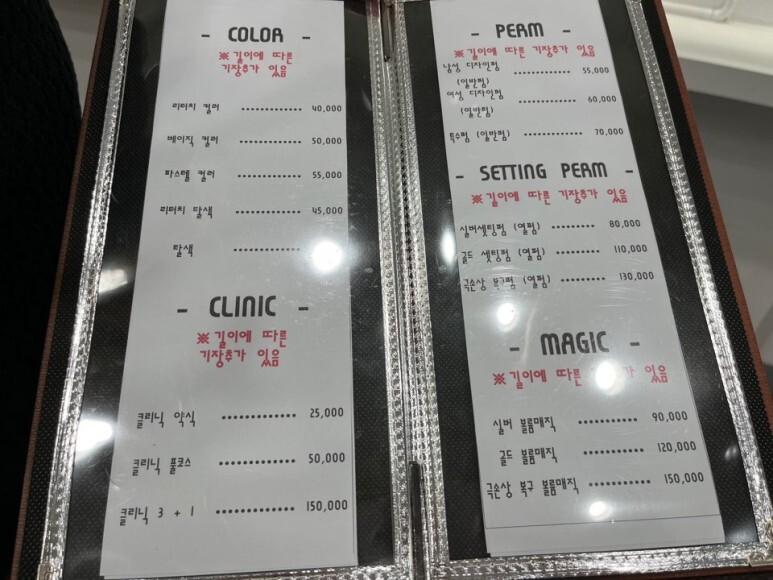 - COLOR -
※길이에 따른
기장추가 있음
리터치 컬러 ············· 40,000
베이직 컬러 ············· 50,000
파스텔 컬러 ············· 55,000
리터치 탈색 ············· 45,000
탈색 ·············
- CLINIC -
※길이에 따른
기장추가 있음
클리닉 약식 ············· 25,000
클리닉 풀코스 ············· 50,000
클리닉 3 + 1 ············· 150,000
- PERM -
※길이에 따른 기장추가 있음
남성 디자인펌 ············· 55,000
(일반펌)
여성 디자인펌 ············· 60,000
(일반펌)
특수펌 (일반펌) ············· 70,000
- SETTING PERM -
※길이에 따른 기장추가 있음
실버셋팅펌 (열펌) ········· 80,000
골드 셋팅펌 (열펌) ········· 110,000
극손상 복구펌 (열펌) ········· 130,000
- MAGIC -
※길이에 따른 가 있음
실버 볼륨매직 ············· 90,000
골드 볼륨매직 ············· 120,000
극손상 복구 볼륨매직 ············· 150,000